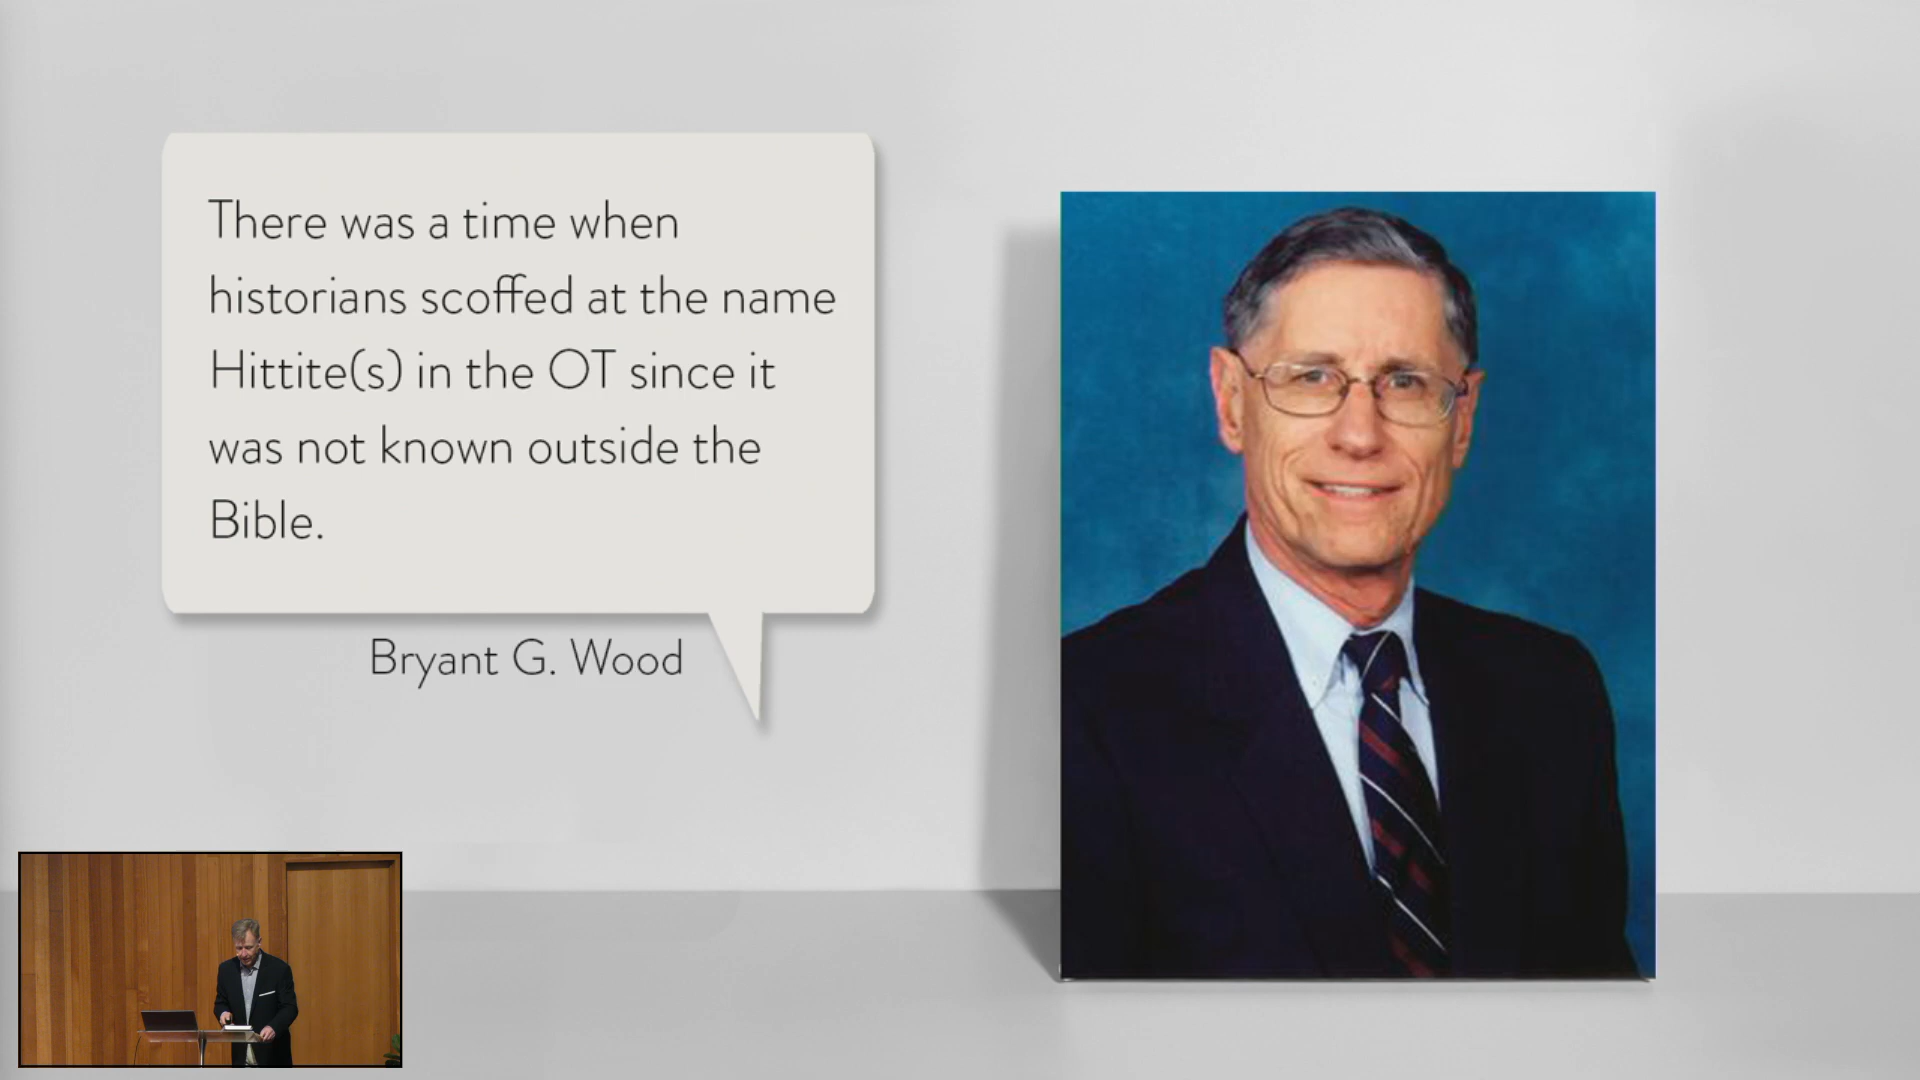 There was a time when
historians scoffed at the name
Hittite(s) in the OT since it
was not known outside the
Bible.
Bryant G. Wood